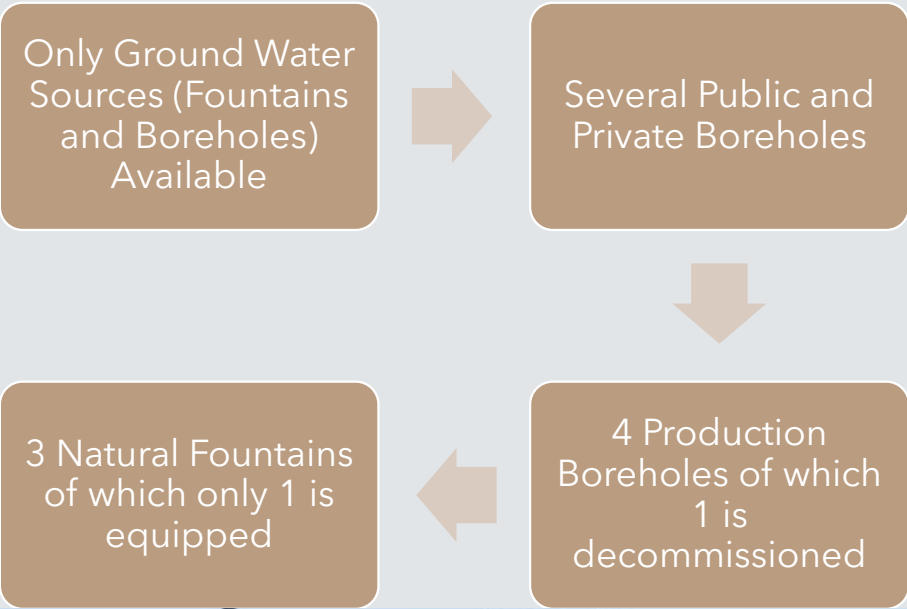 Only Ground Water
Sources (Fountains
and Boreholes)
Available
Several Public and
Private Boreholes
4 Production
Boreholes of which
1 is
decommissioned
3 Natural Fountains
of which only 1 is
equipped